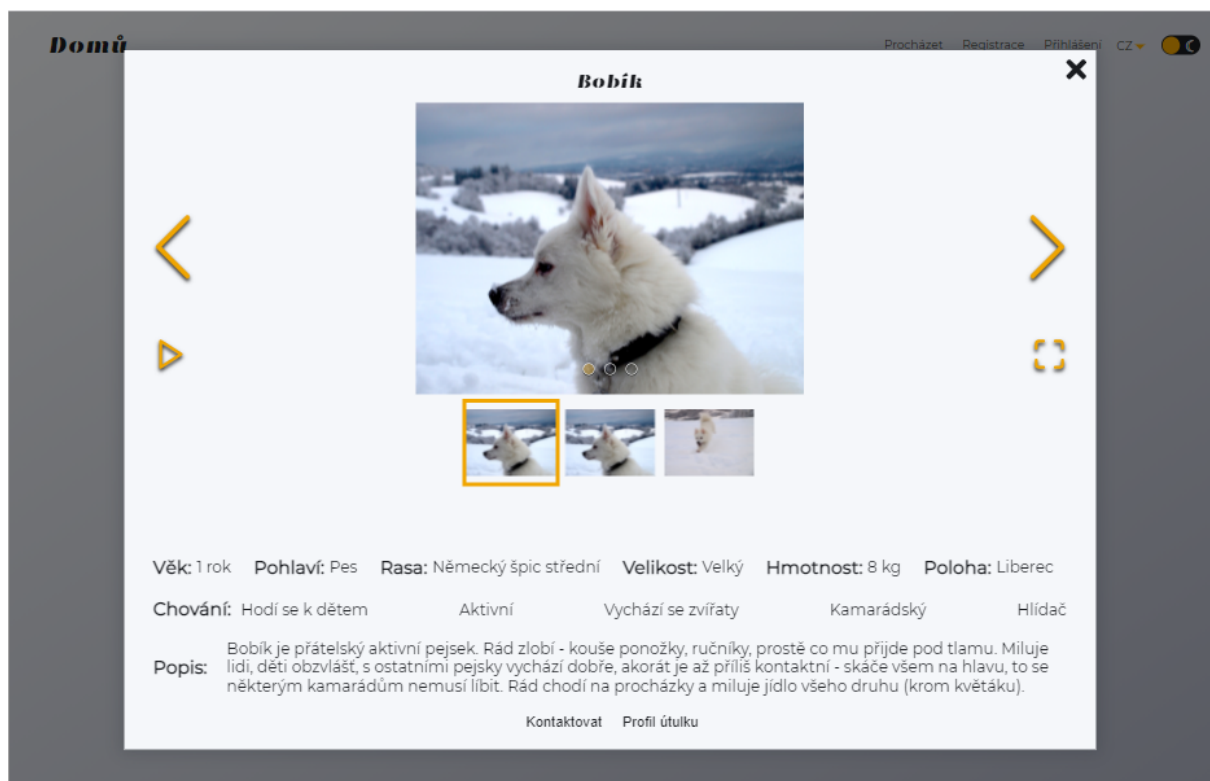 Domů
Procházet Registrace Přihlášení CZ
Bobík
Věk: 1 rok Pohlaví: Pes Rasa: Německý špic střední Velikost: Velký Hmotnost: 8 kg Poloha: Liberec
Chování: Hodí se k dětem Aktivní Vychází se zvířaty Kamarádský Hlídač
Popis: Bobík je přátelský aktivní pejsek. Rád zlobí - kouše ponožky, ručníky, prostě co mu přijde pod tlamu. Miluje
lidi, děti obzvlášť, s ostatními pejsky vychází dobře, akorát je až příliš kontaktní - skáče všem na hlavu, to se
některým kamarádům nemusí líbit. Rád chodí na procházky a miluje jídlo všeho druhu (krom květáku).
Kontaktovat Profil útulku